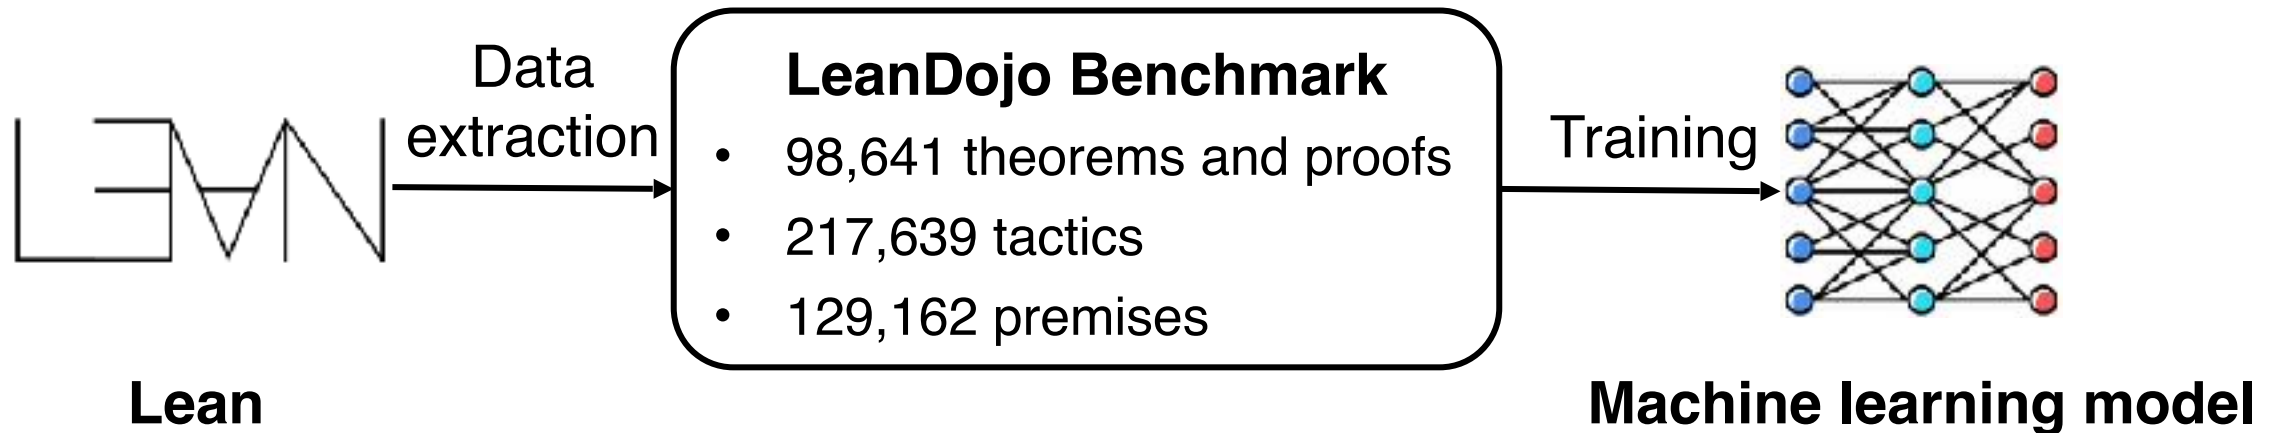 LEAN
Lean
Data
extraction
LeanDojo Benchmark
• 98,641 theorems and proofs
• 217,639 tactics
• 129,162 premises
Training
Machine learning model